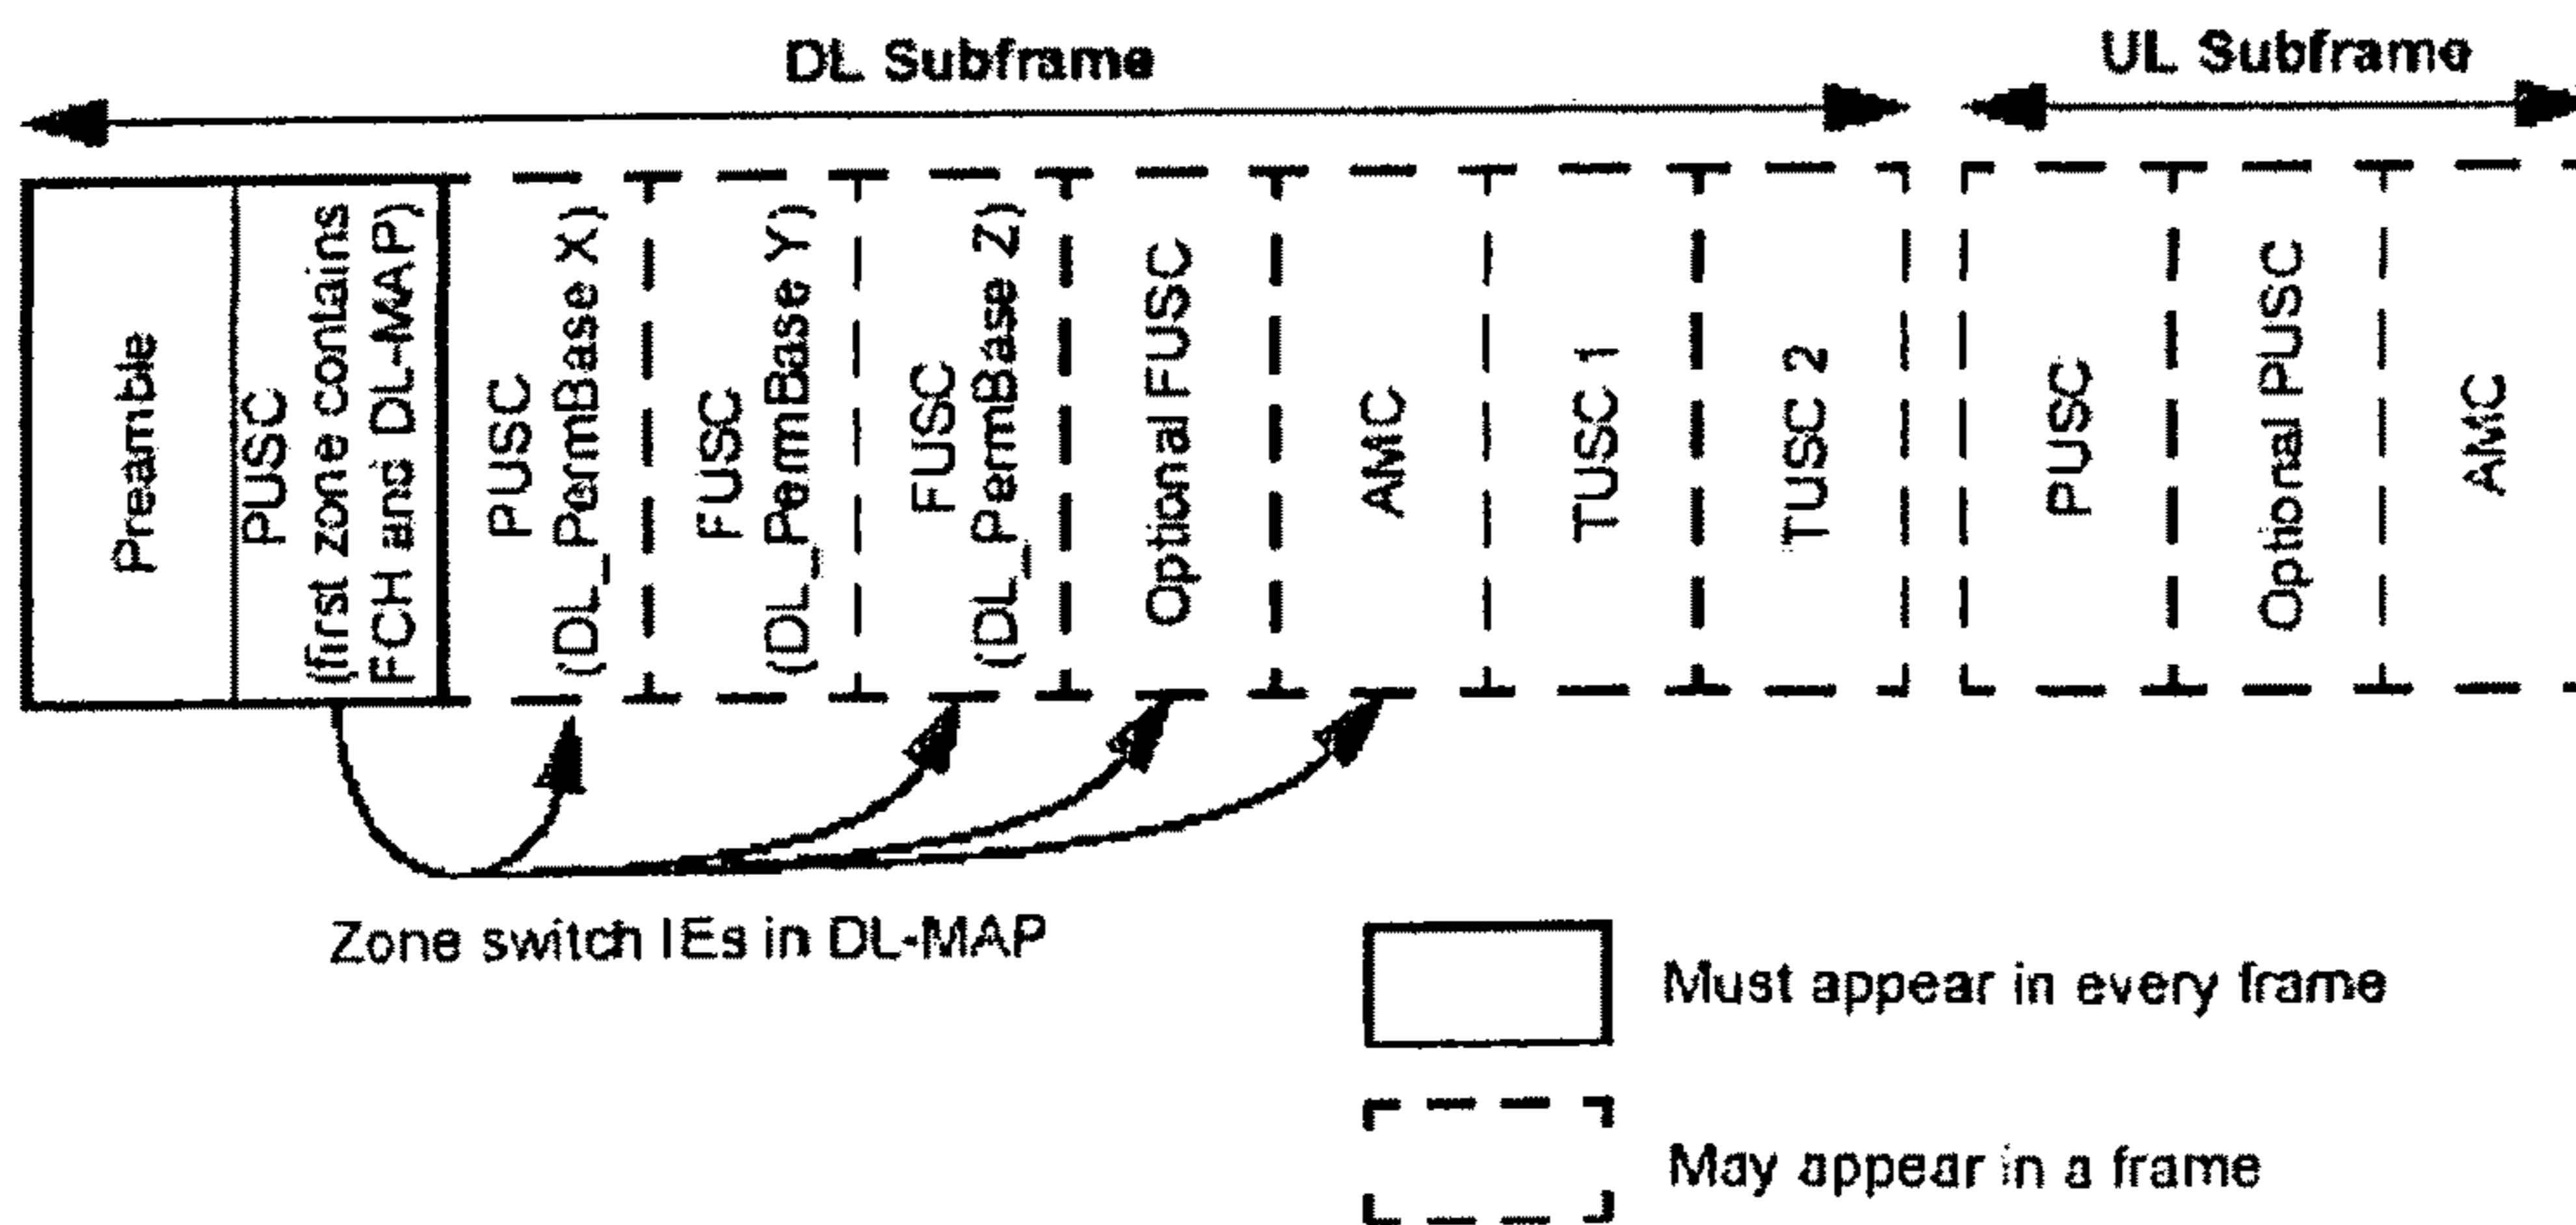 DL Subframe
UL Subframe
Preamble
PUSC
(first zone contains
FCH and DL-MAP)
PUSC
(DL_PermBase X)
FUSC
(DL_PermBase Y)
FUSC
(DL_PermBase Z)
Optional FUSC
AMC
TUSC 1
TUSC 2
PUSC
Optional PUSC
AMC
Zone switch IEs in DL-MAP
Must appear in every frame
May appear in a frame